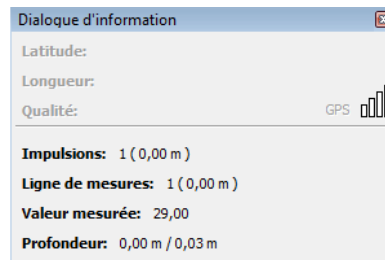 Dialogue d'information
Latitude:
Longueur:
Qualité: GPS
Impulsions: 1 ( 0,00 m )
Ligne de mesures: 1 ( 0,00 m )
Valeur mesurée: 29,00
Profondeur: 0,00 m / 0,03 m